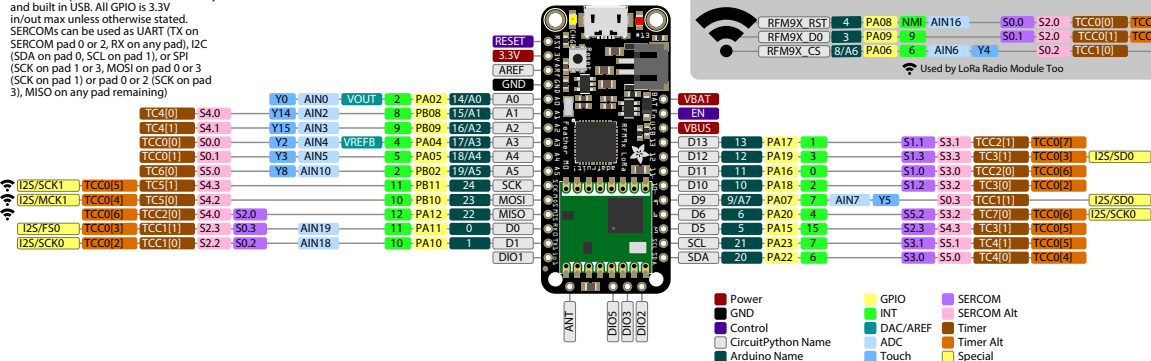 and built in USB. All GPIO is 3.3V
in/out max unless otherwise stated.
SERCOMs can be used as UART (TX on
SERCOM pad 0 or 2, RX on any pad), I2C
(SDA on pad 0, SCL on pad 1), or SPI
(SCK on pad 1 or 3, MOSI on pad 0 or 3
(SCK on pad 1) or pad 0 or 2 (SCK on pad
3), MISO on any pad remaining)
RFM9X_RST 4 PA08 NMI AIN16 S0.0 S2.0 TCC0[0]
RFM9X_D0 3 PA09 9 S0.1 S2.0 TCC0[1]
RFM9X_CS 8/A6 PA06 6 AIN6 Y4 S0.2 TCC1[0]
Used by LoRa Radio Module Too
RESET
3.3V
AREF
GND
Y0 AIN0 VOUT 2 PA02 14/A0 A0
TC4[0] S4.0 Y14 AIN2 8 PB08 15/A1 A1
TC4[1] S4.1 Y15 AIN3 9 PB09 16/A2 A2
TCC0[0] S0.0 Y2 AIN4 VREFB 4 PA04 17/A3 A3
TCC0[1] S0.1 Y3 AIN5 5 PA05 18/A4 A4
TC6[0] S5.0 Y8 AIN10 2 PB02 19/A5 A5
I2S/SCK1 TCC0[5] TC5[1] S4.3 11 PB11 24 SCK
I2S/MCK1 TCC0[4] TC5[0] S4.2 10 PB10 23 MOSI
TCC0[6] TCC2[0] S4.0 S2.0 12 PA12 22 MISO
I2S/FS0 TCC0[3] TCC1[1] S2.3 S0.3 AIN19 11 PA11 0 D0
I2S/SCK0 TCC0[2] TCC1[0] S2.2 S0.2 AIN18 10 PA10 1 D1
DIO1
VBAT
EN
VBUS
D13 13 PA17 1 S1.1 S3.1 TCC2[1] TCC0[7]
D12 12 PA19 3 S1.3 S3.3 TC3[1] TCC0[3] I2S/SD0
D11 11 PA16 0 S1.0 S3.0 TCC2[0] TCC0[6]
D10 10 PA18 2 S1.2 S3.2 TC3[0] TCC0[2]
D9 9/A7 PA07 7 AIN7 Y5 S0.3 TCC1[1] I2S/SD0
D6 6 PA20 4 S5.2 S3.2 TC7[0] TCC0[6] I2S/SCK0
D5 5 PA15 15 S2.3 S4.3 TC3[1] TCC0[5]
SCL 21 PA23 7 S3.1 S5.1 TC4[1] TCC0[5]
SDA 20 PA22 6 S3.0 S5.0 TC4[0] TCC0[4]
Reset
Feather M0
RFM9x LoRa
adafruit
ANT
DIO5
DIO3
DIO2
Power
GND
Control
CircuitPython Name
Arduino Name
GPIO
INT
DAC/AREF
ADC
Touch
SERCOM
SERCOM Alt
Timer
Timer Alt
Special